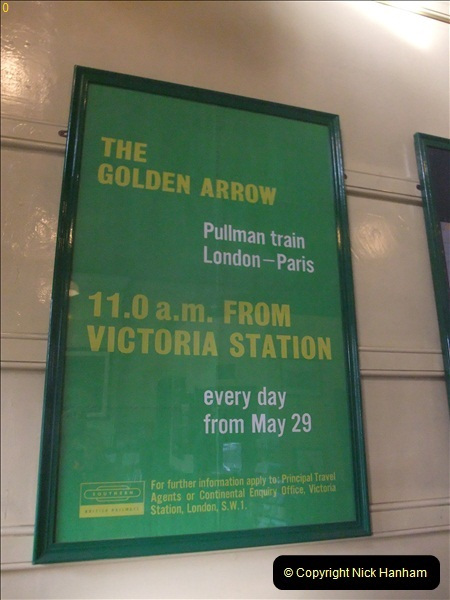 0
THE
GOLDEN ARROW
Pullman train
London–Paris
11.0 a.m. FROM
VICTORIA STATION
every day
from May 29
SOUTHERN
BRITISH RAILWAYS
For further information apply to: Principal Travel
Agents or Continental Enquiry Office, Victoria
Station, London, S.W.1.
© Copyright Nick Hanham